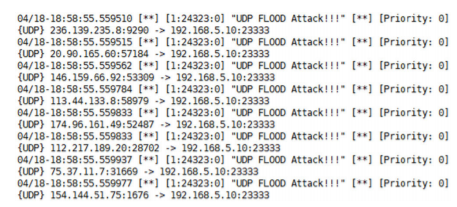 04/18-18:58:55.559510 [**] [1:24323:0] "UDP FLOOD Attack!!!" [**] [Priority: 0]
{UDP} 236.139.235.8:9290 -> 192.168.5.10:23333
04/18-18:58:55.559515 [**] [1:24323:0] "UDP FLOOD Attack!!!" [**] [Priority: 0]
{UDP} 20.90.165.60:57184 -> 192.168.5.10:23333
04/18-18:58:55.559562 [**] [1:24323:0] "UDP FLOOD Attack!!!" [**] [Priority: 0]
{UDP} 146.159.66.92:53309 -> 192.168.5.10:23333
04/18-18:58:55.559784 [**] [1:24323:0] "UDP FLOOD Attack!!!" [**] [Priority: 0]
{UDP} 113.44.133.8:58979 -> 192.168.5.10:23333
04/18-18:58:55.559833 [**] [1:24323:0] "UDP FLOOD Attack!!!" [**] [Priority: 0]
{UDP} 174.96.161.49:52487 -> 192.168.5.10:23333
04/18-18:58:55.559833 [**] [1:24323:0] "UDP FLOOD Attack!!!" [**] [Priority: 0]
{UDP} 112.217.189.20:28702 -> 192.168.5.10:23333
04/18-18:58:55.559937 [**] [1:24323:0] "UDP FLOOD Attack!!!" [**] [Priority: 0]
{UDP} 75.37.11.7:31669 -> 192.168.5.10:23333
04/18-18:58:55.559977 [**] [1:24323:0] "UDP FLOOD Attack!!!" [**] [Priority: 0]
{UDP} 154.144.51.75:1676 -> 192.168.5.10:23333